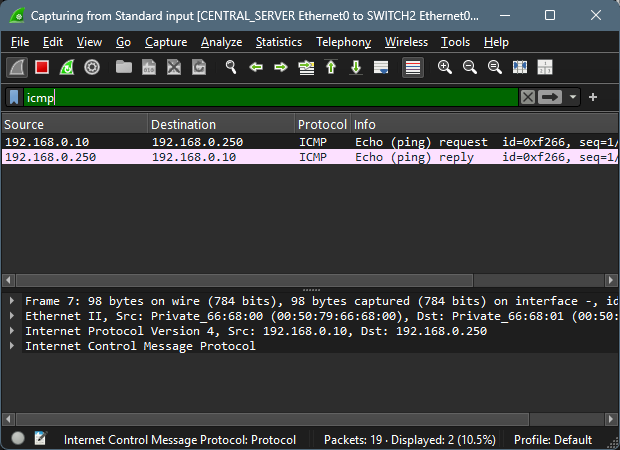 Capturing from Standard input [CENTRAL_SERVER Ethernet0 to SWITCH2 Ethernet0...
File Edit View Go Capture Analyze Statistics Telephony Wireless Tools Help
icmp
Source Destination Protocol Info
192.168.0.10 192.168.0.250 ICMP Echo (ping) request id=0xf266, seq=1/
192.168.0.250 192.168.0.10 ICMP Echo (ping) reply id=0xf266, seq=1/
Frame 7: 98 bytes on wire (784 bits), 98 bytes captured (784 bits) on interface -, id
Ethernet II, Src: Private_66:68:00 (00:50:79:66:68:00), Dst: Private_66:68:01 (00:50:
Internet Protocol Version 4, Src: 192.168.0.10, Dst: 192.168.0.250
Internet Control Message Protocol
Internet Control Message Protocol: Protocol Packets: 19 · Displayed: 2 (10.5%) Profile: Default